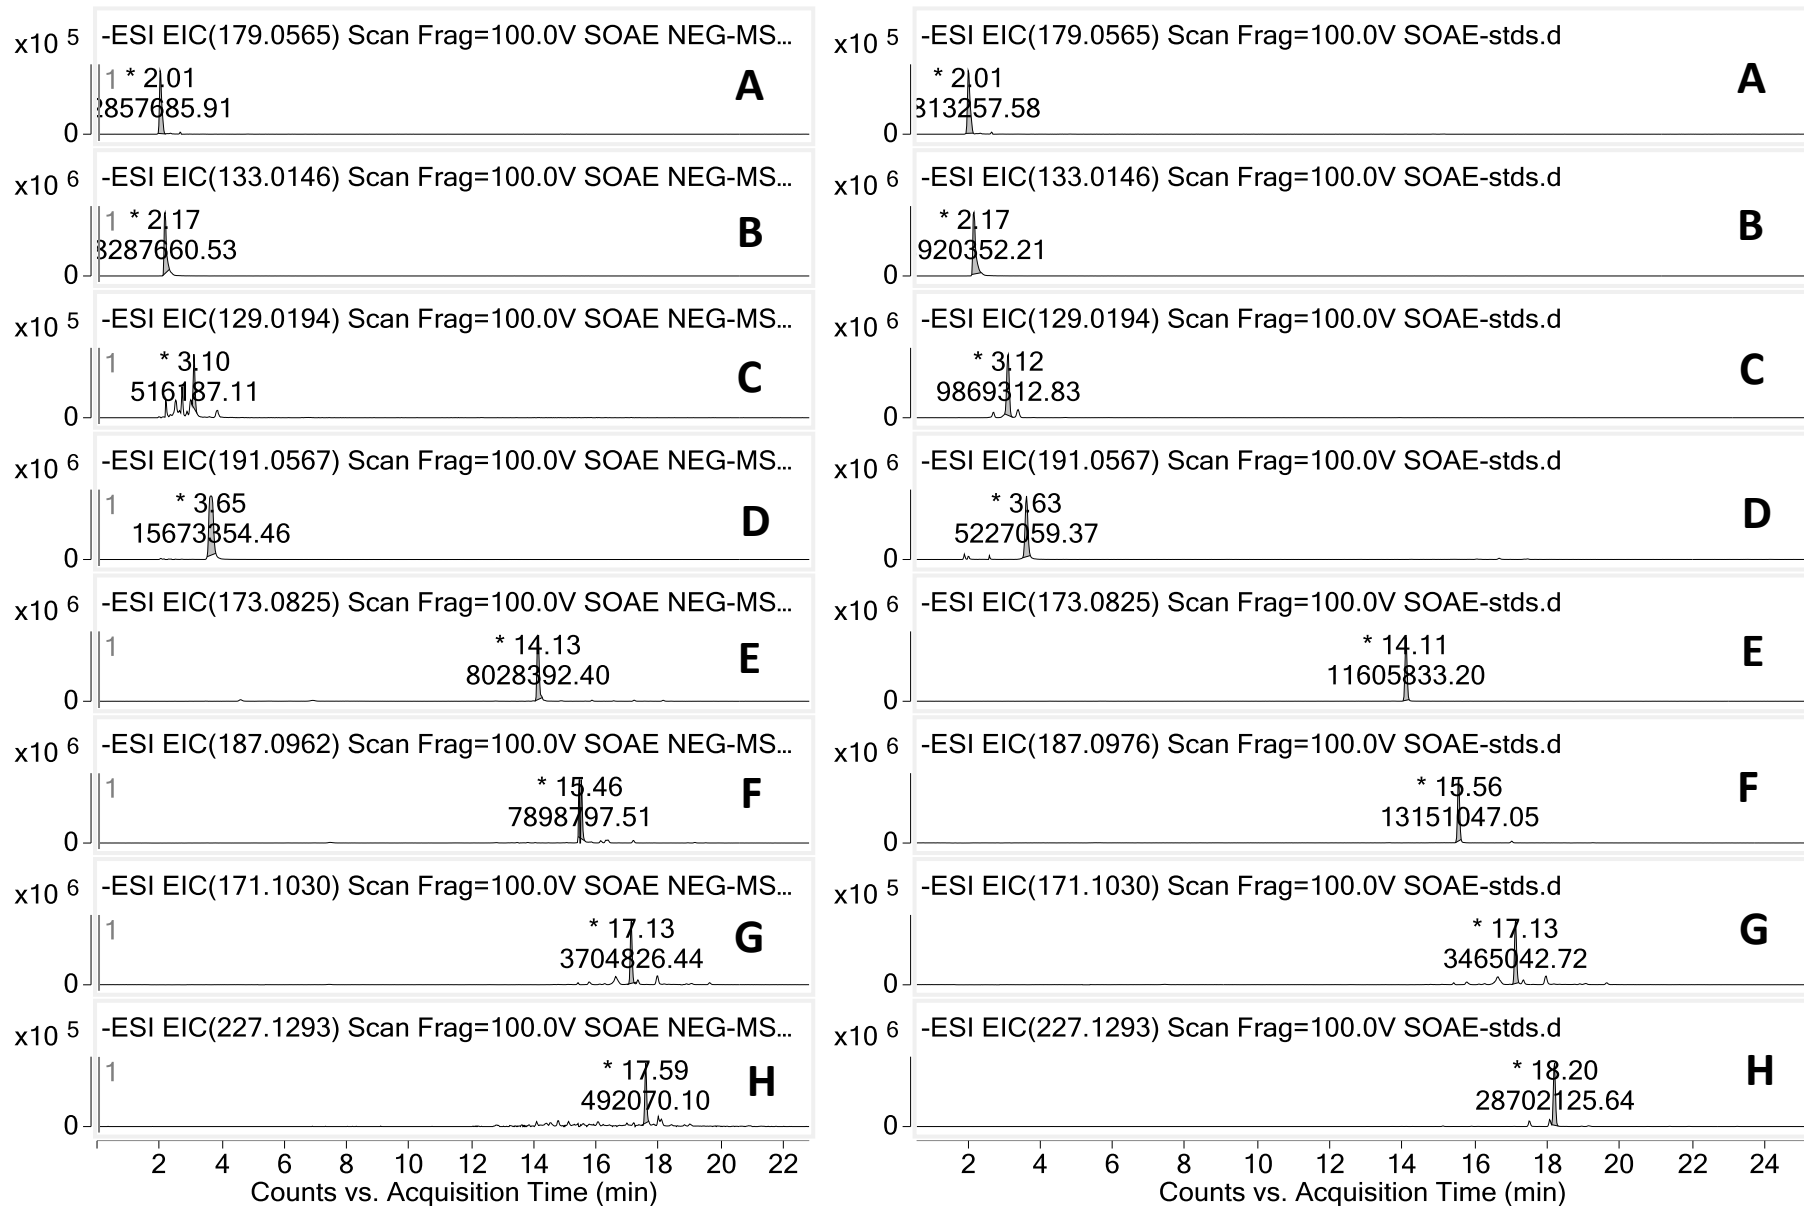 -ESI EIC(179.0565) Scan Frag=100.0V SOAE NEG-MS...
x10 5
1
* 2.01
2857685.91
0
A
-ESI EIC(133.0146) Scan Frag=100.0V SOAE NEG-MS...
x10 6
1
* 2.17
3287660.53
0
B
-ESI EIC(129.0194) Scan Frag=100.0V SOAE NEG-MS...
x10 5
1
* 3.10
516187.11
0
C
-ESI EIC(191.0567) Scan Frag=100.0V SOAE NEG-MS...
x10 6
1
* 3.65
15673354.46
0
D
-ESI EIC(173.0825) Scan Frag=100.0V SOAE NEG-MS...
x10 6
1
* 14.13
8028392.40
0
E
-ESI EIC(187.0962) Scan Frag=100.0V SOAE NEG-MS...
x10 6
1
* 15.46
7898797.51
0
F
-ESI EIC(171.1030) Scan Frag=100.0V SOAE NEG-MS...
x10 6
1
* 17.13
3704826.44
0
G
-ESI EIC(227.1293) Scan Frag=100.0V SOAE NEG-MS...
x10 5
1
* 17.59
492070.10
0
H
2 4 6 8 10 12 14 16 18 20 22
Counts vs. Acquisition Time (min)
-ESI EIC(179.0565) Scan Frag=100.0V SOAE-stds.d
x10 5
* 2.01
813257.58
0
A
-ESI EIC(133.0146) Scan Frag=100.0V SOAE-stds.d
x10 6
* 2.17
920352.21
0
B
-ESI EIC(129.0194) Scan Frag=100.0V SOAE-stds.d
x10 6
* 3.12
9869312.83
0
C
-ESI EIC(191.0567) Scan Frag=100.0V SOAE-stds.d
x10 6
* 3.63
5227059.37
0
D
-ESI EIC(173.0825) Scan Frag=100.0V SOAE-stds.d
x10 6
* 14.11
11605833.20
0
E
-ESI EIC(187.0976) Scan Frag=100.0V SOAE-stds.d
x10 6
* 15.56
13151047.05
0
F
-ESI EIC(171.1030) Scan Frag=100.0V SOAE-stds.d
x10 5
* 17.13
3465042.72
0
G
-ESI EIC(227.1293) Scan Frag=100.0V SOAE-stds.d
x10 6
* 18.20
28702125.64
0
H
2 4 6 8 10 12 14 16 18 20 22 24
Counts vs. Acquisition Time (min)